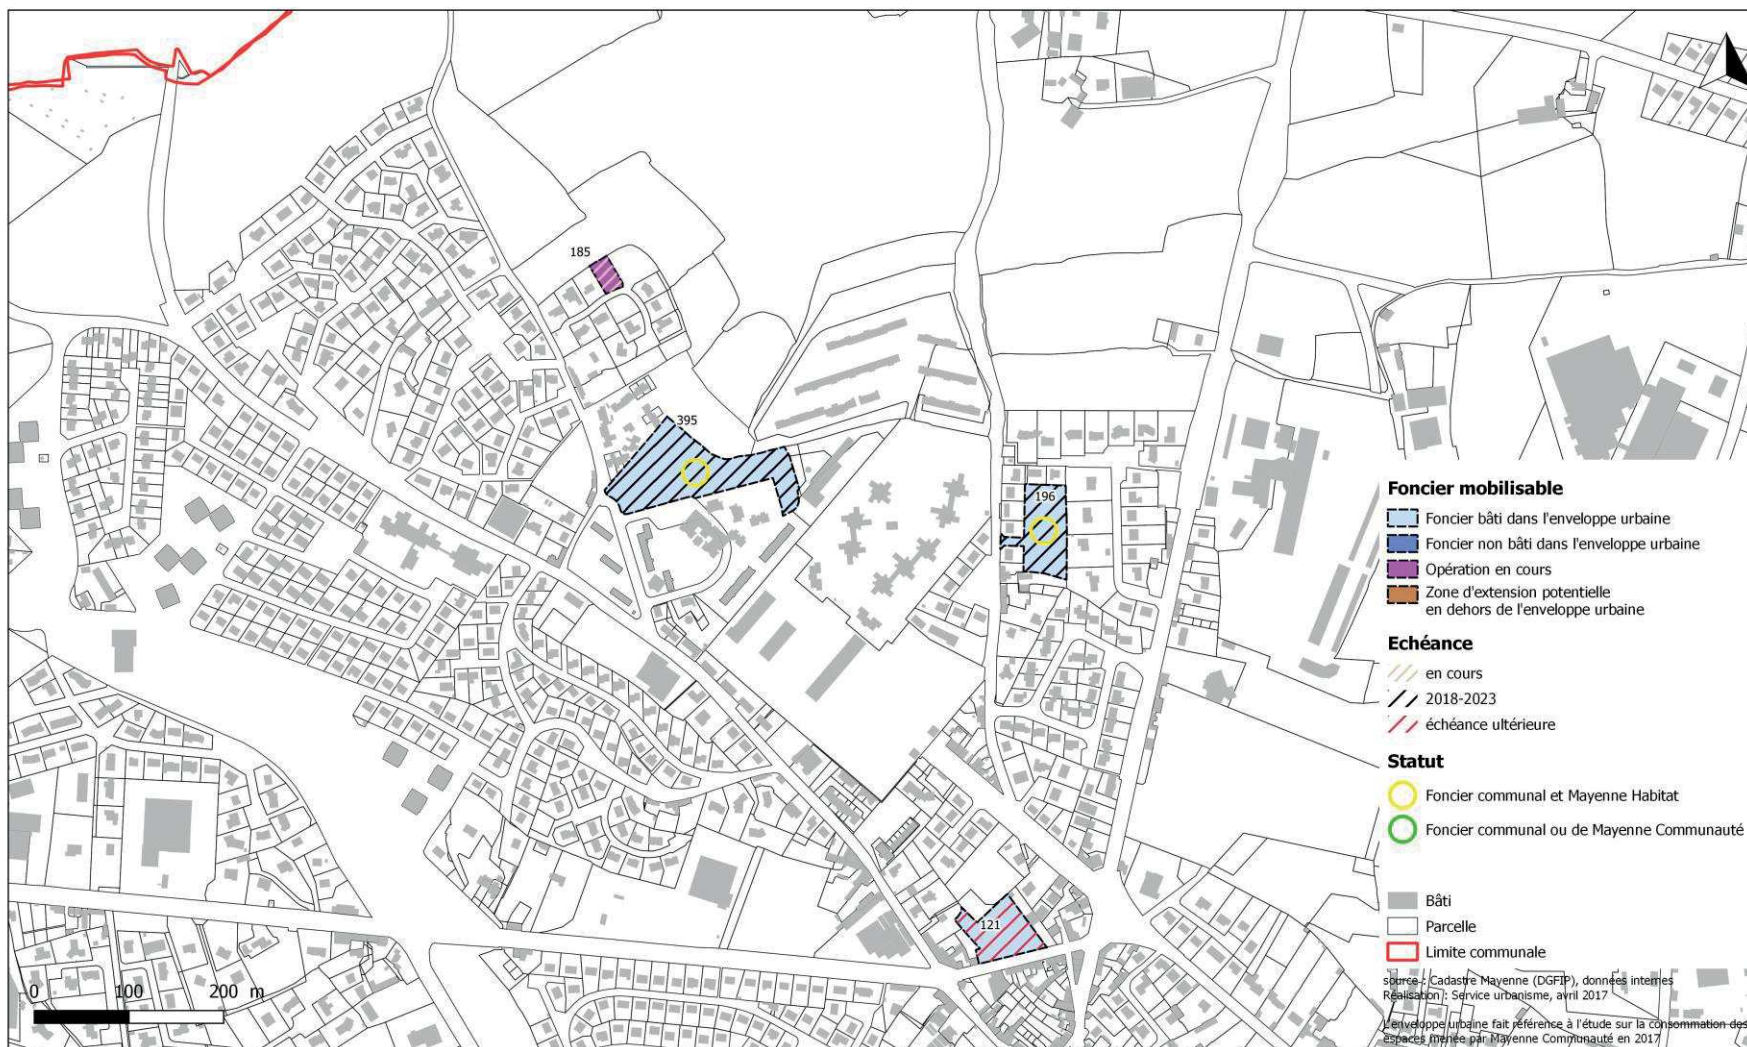 185
395
196
121
0 100 200 m
Foncier mobilisable
Foncier bâti dans l'enveloppe urbaine
Foncier non bâti dans l'enveloppe urbaine
Opération en cours
Zone d'extension potentielle
en dehors de l'enveloppe urbaine
Echéance
en cours
2018-2023
échéance ultérieure
Statut
Foncier communal et Mayenne Habitat
Foncier communal ou de Mayenne Communauté
Bâti
Parcelle
Limite communale
source : Cadastre Mayenne (DGFIP), données internes
Réalisation : Service urbanisme, avril 2017
L'enveloppe urbaine fait référence à l'étude sur la consommation des
espaces menée par Mayenne Communauté en 2017